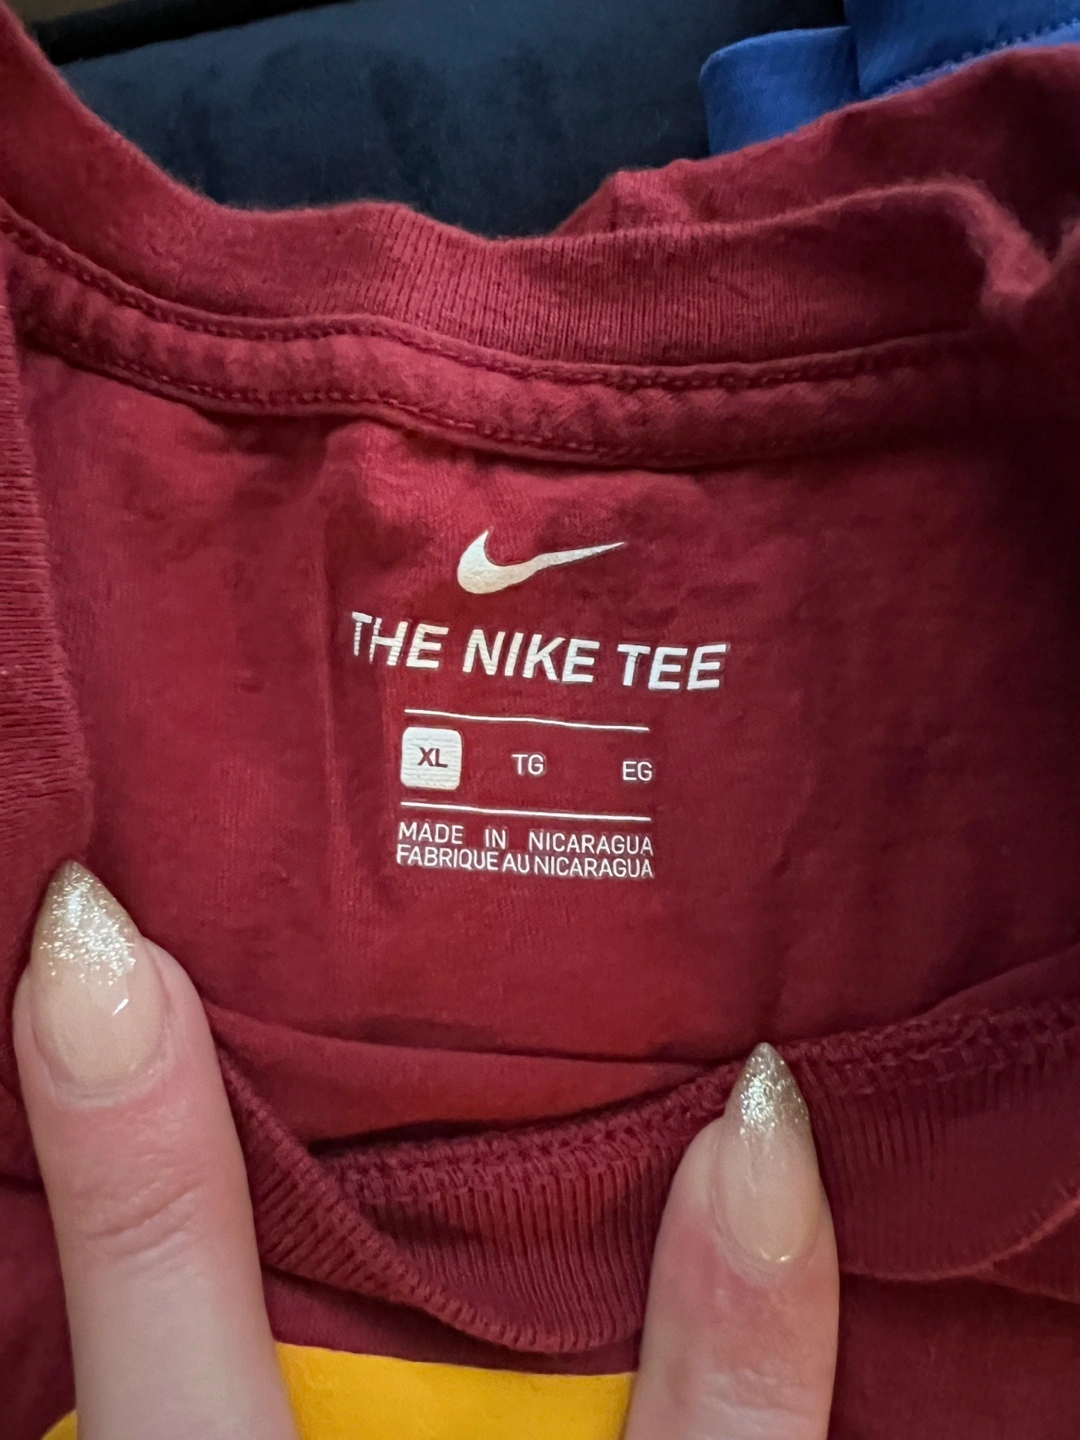 THE NIKE TEE
XL TG EG
MADE IN NICARAGUA
FABRIQUE AU NICARAGUA